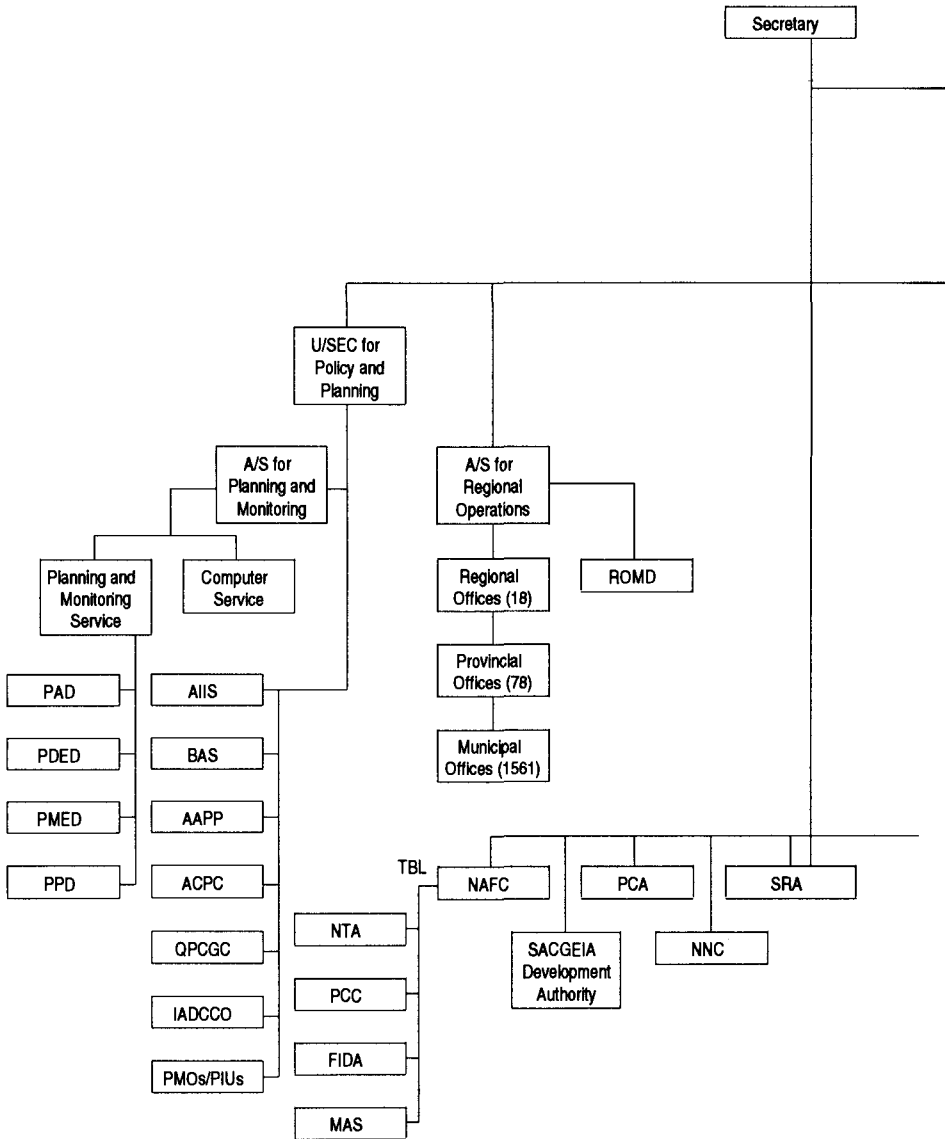 Secretary
U/SEC for
Policy and
Planning
A/S for
Planning and
Monitoring
A/S for
Regional
Operations
Planning and
Monitoring
Service
Computer
Service
Regional
Offices (18)
ROMD
Provincial
Offices (78)
PAD
AIIS
PDED
BAS
Municipal
Offices (1561)
PMED
AAPP
PPD
ACPC
TBL
NAFC
PCA
SRA
NTA
SACGEIA
Development
Authority
NNC
QPCGC
PCC
IADCCO
FIDA
PMOs/PIUs
MAS